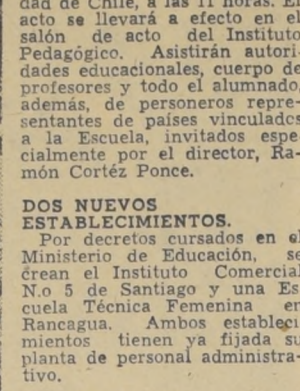 dad de Chile, a las 11 horas. El
acto se llevará a efecto en el
salón de acto del Instituto
Pedagógico. Asistirán autori-
dades educacionales, cuerpo de
profesores y todo el alumnado,
además, de personeros repre-
sentantes de países vinculados
a la Escuela, invitados espe-
cialmente por el director, Ra-
món Cortéz Ponce.
DOS NUEVOS
ESTABLECIMIENTOS.
Por decretos cursados en el
Ministerio de Educación, se
crean el Instituto Comercial
N.o 5 de Santiago y una Es
cuela Técnica Femenina en
Rancagua. Ambos estableci
mientos tienen ya fijada su
planta de personal administra-
tivo.